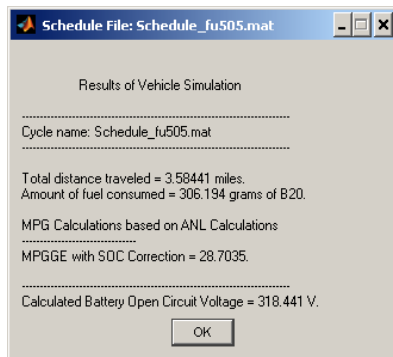 Schedule File: Schedule_fu505.mat
Results of Vehicle Simulation
Cycle name: Schedule_fu505.mat
Total distance traveled = 3.58441 miles.
Amount of fuel consumed = 306.194 grams of B20.
MPG Calculations based on ANL Calculations
MPGGE with SOC Correction = 28.7035.
Calculated Battery Open Circuit Voltage = 318.441 V.
OK